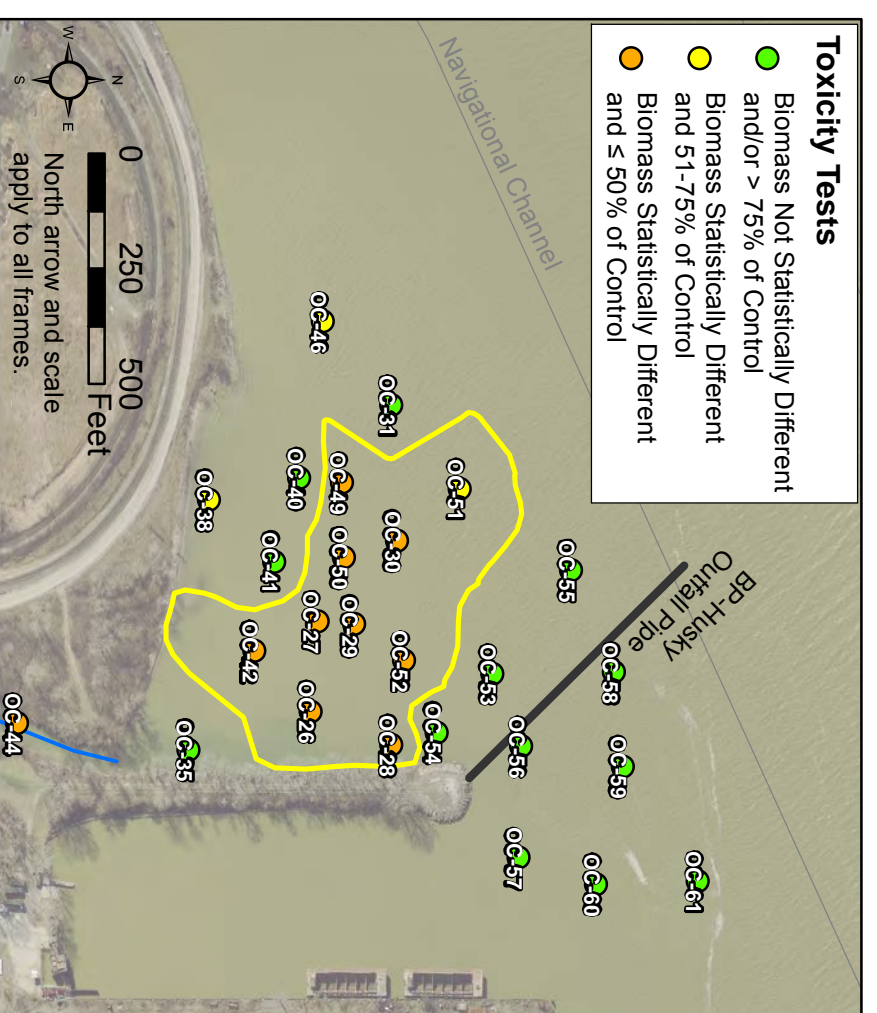 Toxicity Tests
Biomass Not Statistically Different
and/or > 75% of Control
Biomass Statistically Different
and 51-75% of Control
Biomass Statistically Different
and ≤ 50% of Control
Navigational Channel
BP-Husky
Outfall Pipe
OC-46
OC-31
OC-51
OC-55
OC-40
OC-49
OC-38
OC-30
OC-50
OC-41
OC-27
OC-29
OC-42
OC-52
OC-53
OC-58
OC-26
OC-28
OC-54
OC-56
OC-59
OC-35
OC-44
OC-57
OC-60
OC-61
N
W
E
S
0
250
500
Feet
North arrow and scale
apply to all frames.